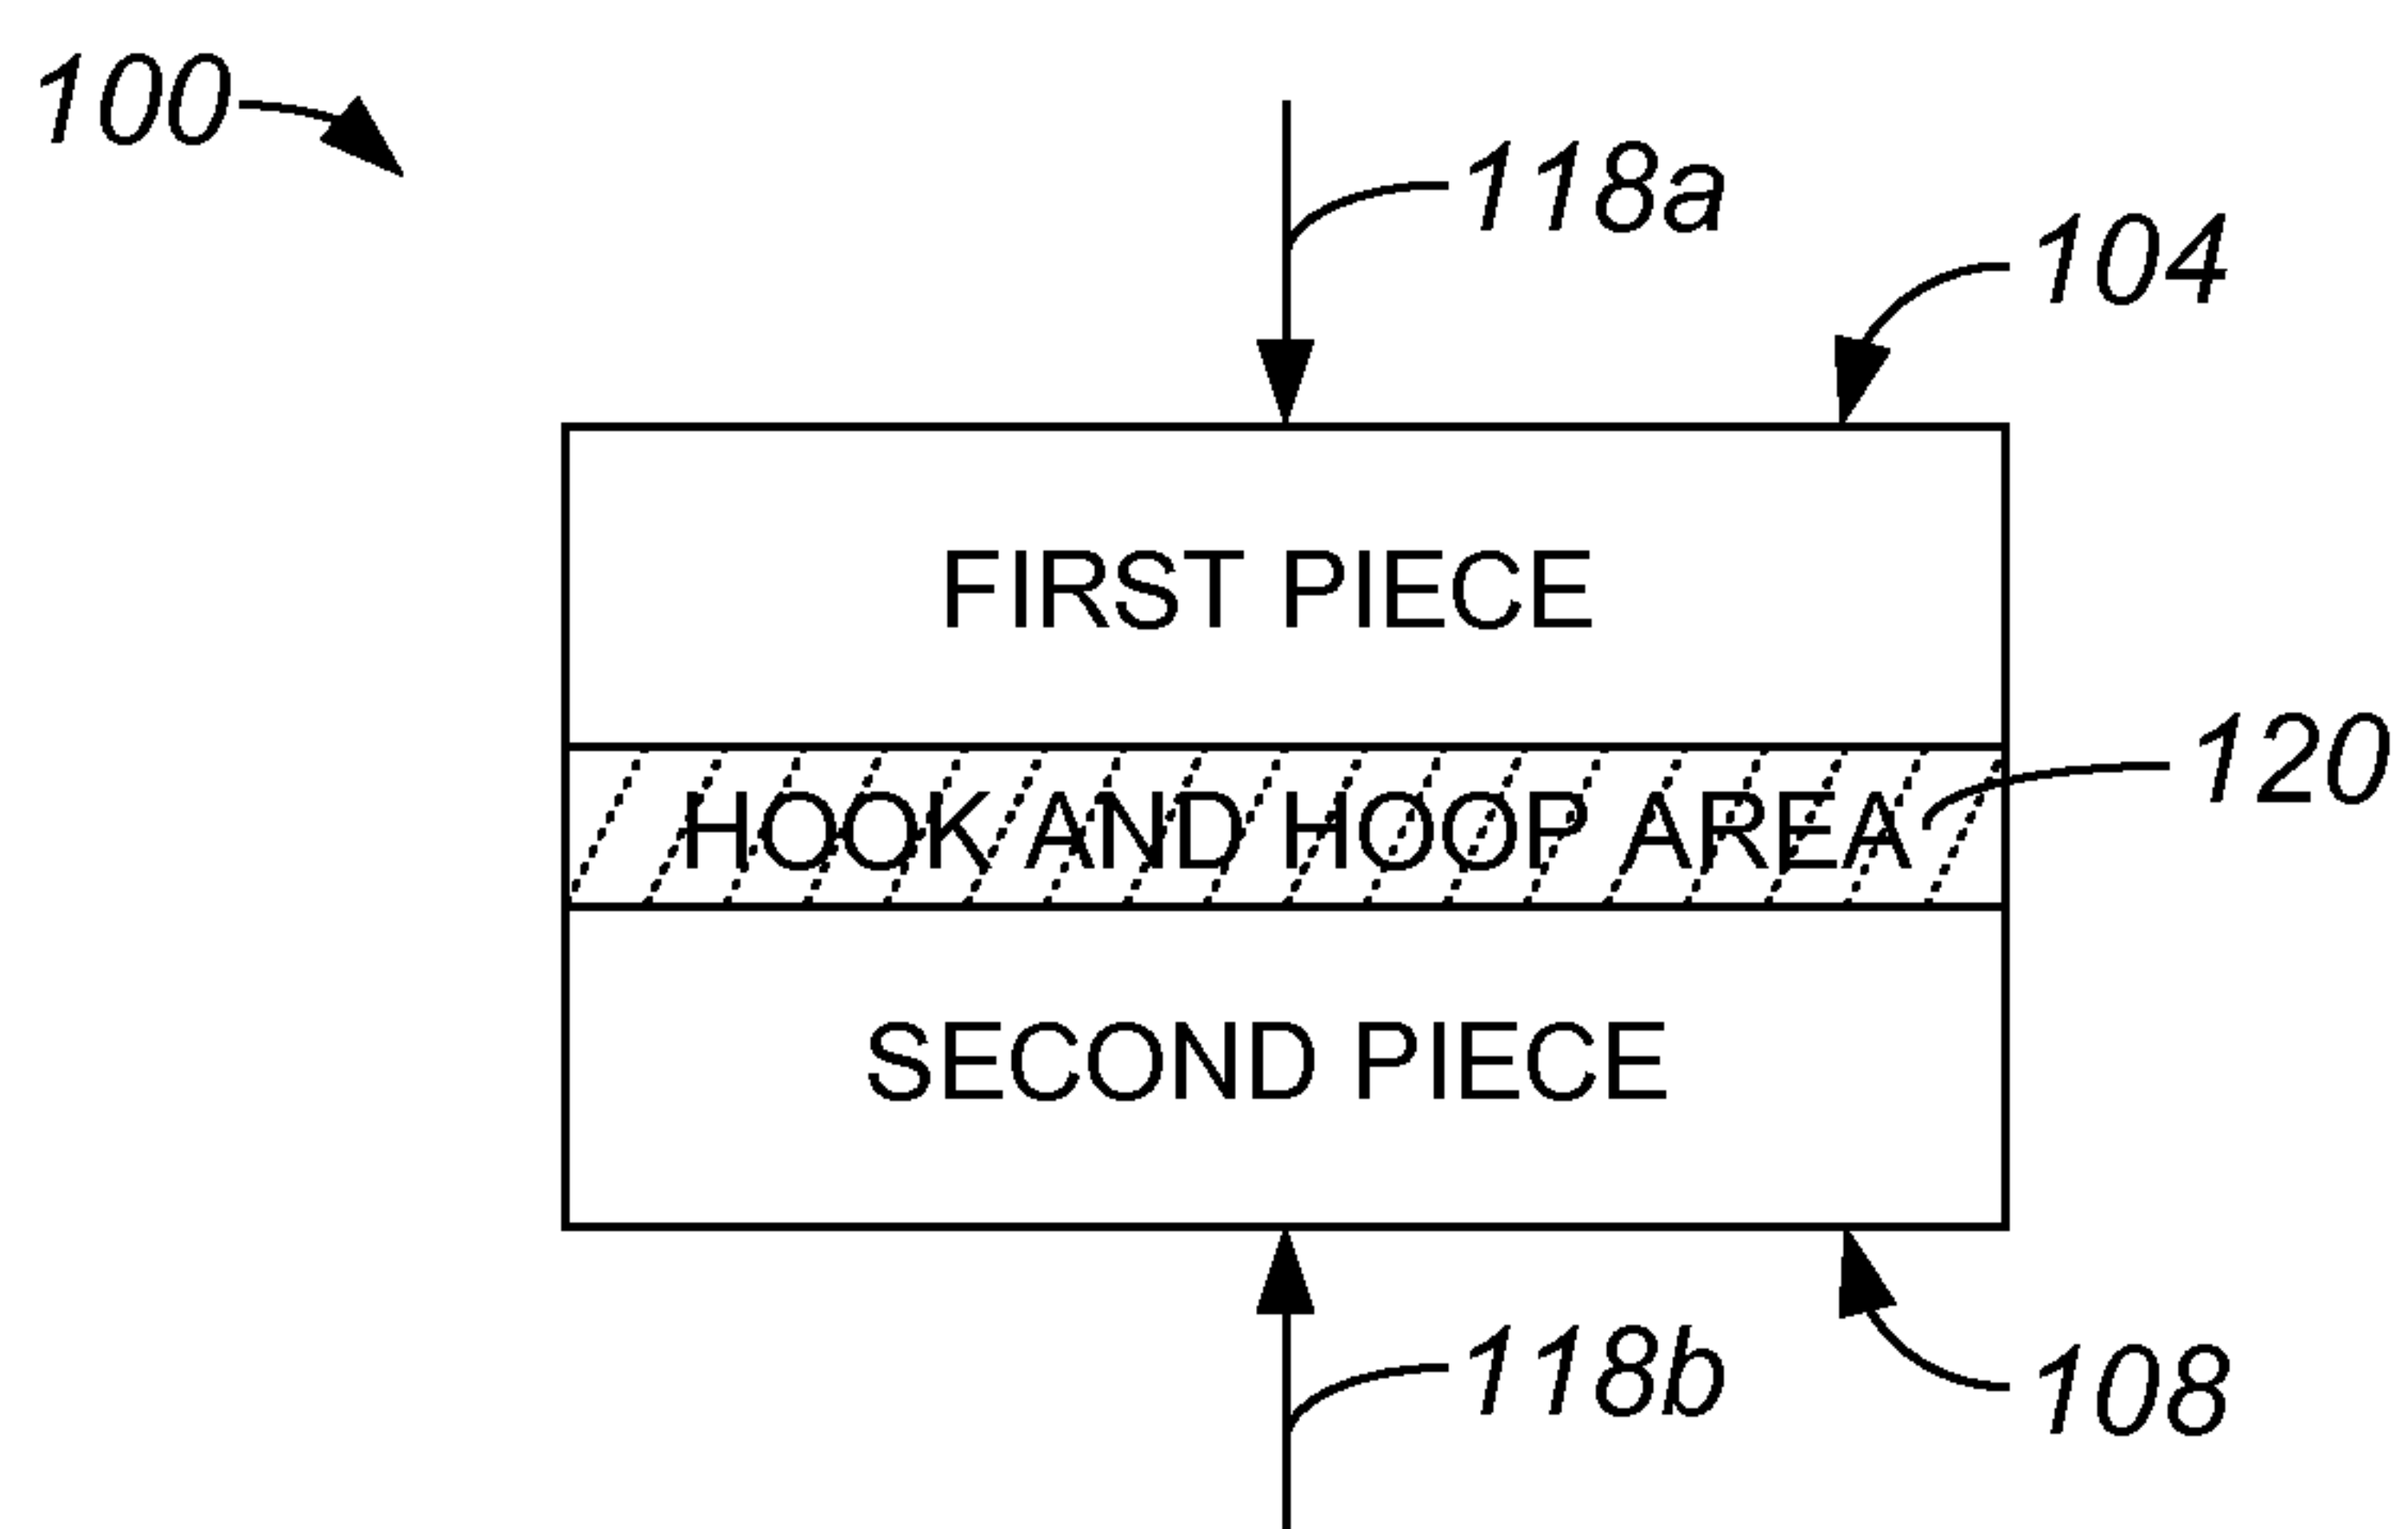 100
118a
104
FIRST PIECE
120
HOOK AND HOOP AREA
SECOND PIECE
118b
108